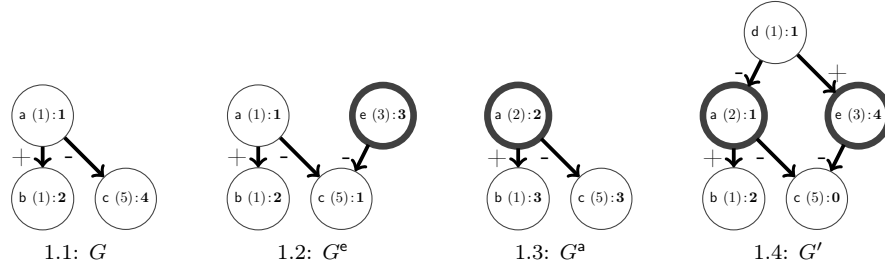 d (1):1
- +
a (1):1
+ -
b (1):2 c (5):4
1.1: G
a (1):1 e (3):3
+ - -
b (1):2 c (5):1
1.2: Gᵉ
a (2):2
+ -
b (1):3 c (5):3
1.3: Gᵃ
a (2):1 e (3):4
+ - -
b (1):2 c (5):0
1.4: G′